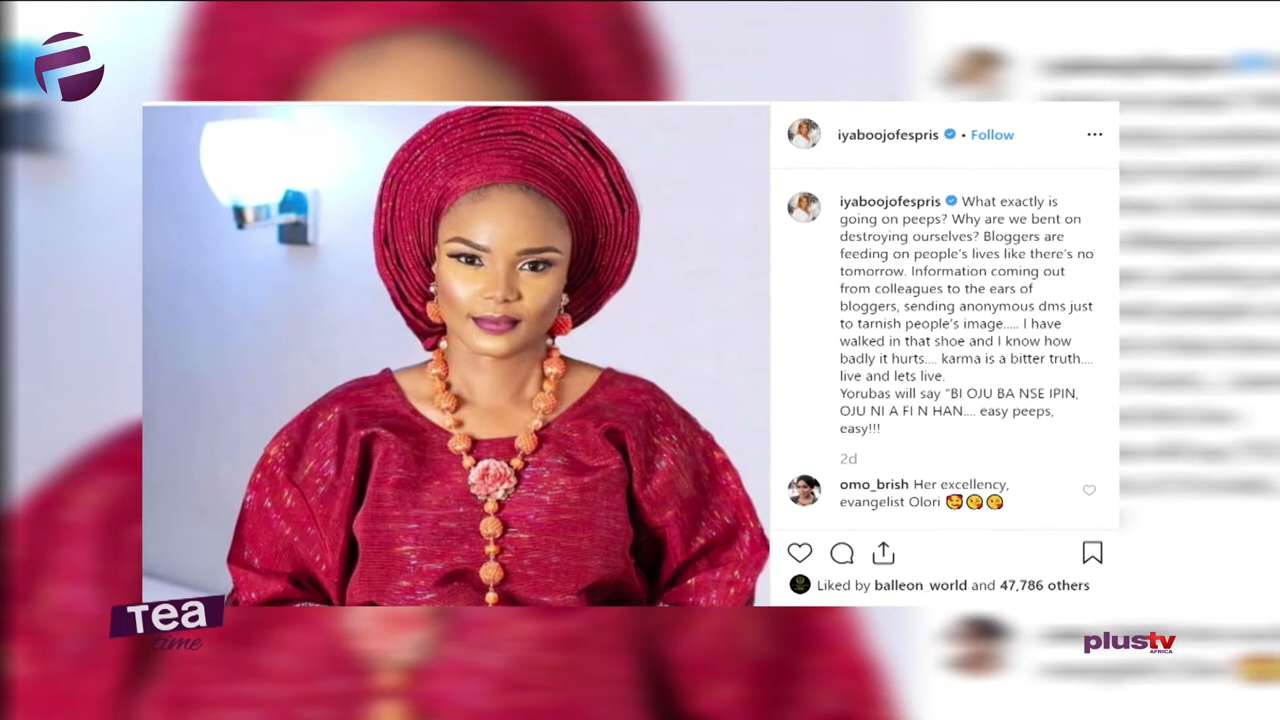 iyaboojofespris • Follow
iyaboojofespris What exactly is
going on peeps? Why are we bent on
destroying ourselves? Bloggers are
feeding on people's lives like there's no
tomorrow. Information coming out
from colleagues to the ears of
bloggers, sending anonymous dms just
to tarnish people's image..... I have
walked in that shoe and I know how
badly it hurts.... karma is a bitter truth....
live and lets live.
Yorubas will say "BI OJU BA NSE IPIN,
OJU NI A FI N HAN.... easy peeps,
easy!!!
2d
omo_brish Her excellency,
evangelist Olori 🥰😘😘
Liked by balleon_world and 47,786 others
Tea
time
plustv
AFRICA